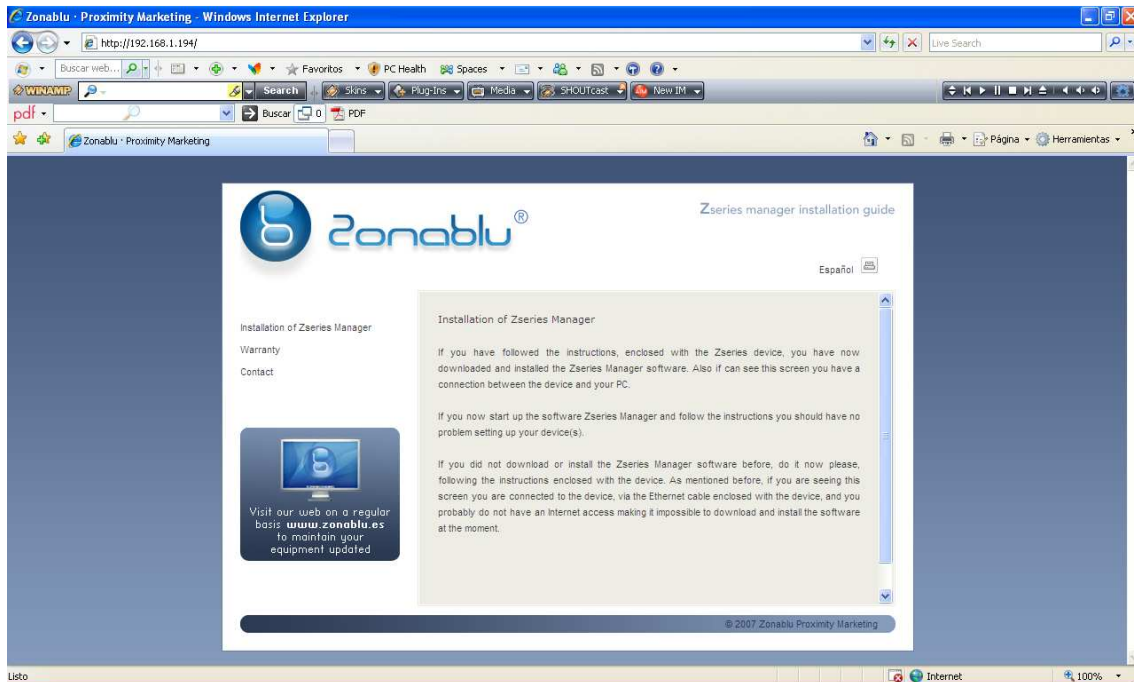 Zonablu · Proximity Marketing - Windows Internet Explorer
http://192.168.1.194/
Live Search
Buscar web...
Favoritos
PC Health
Spaces
WINAMP
Search
Skins
Plug-Ins
Media
SHOUTcast
New IM
pdf
Buscar
0
PDF
Zonablu · Proximity Marketing
Página
Herramientas
Zonablu®
Zseries manager installation guide
Español
Installation of Zseries Manager
Warranty
Contact
Visit our web on a regular
basis www.zonablu.es
to maintain your
equipment updated
Installation of Zseries Manager
If you have followed the instructions, enclosed with the Zseries device, you have now
downloaded and installed the Zseries Manager software. Also if can see this screen you have a
connection between the device and your PC.
If you now start up the software Zseries Manager and follow the instructions you should have no
problem setting up your device(s).
If you did not download or install the Zseries Manager software before, do it now please,
following the instructions enclosed with the device. As mentioned before, if you are seeing this
screen you are connected to the device, via the Ethernet cable enclosed with the device, and you
probably do not have an Internet access making it impossible to download and install the software
at the moment.
© 2007 Zonablu Proximity Marketing
Listo
Internet
100%